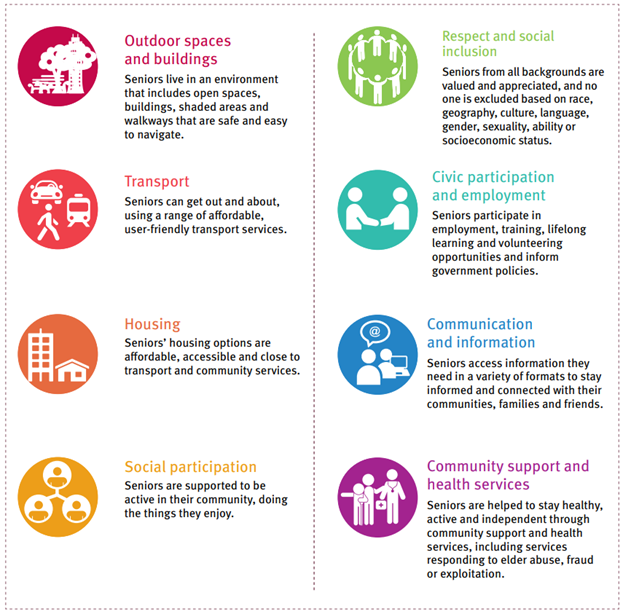 Outdoor spaces
and buildings
Seniors live in an environment
that includes open spaces,
buildings, shaded areas and
walkways that are safe and easy
to navigate.
Transport
Seniors can get out and about,
using a range of affordable,
user-friendly transport services.
Housing
Seniors' housing options are
affordable, accessible and close to
transport and community services.
Social participation
Seniors are supported to be
active in their community, doing
the things they enjoy.
Respect and social
inclusion
Seniors from all backgrounds are
valued and appreciated, and no
one is excluded based on race,
geography, culture, language,
gender, sexuality, ability or
socioeconomic status.
Civic participation
and employment
Seniors participate in
employment, training, lifelong
learning and volunteering
opportunities and inform
government policies.
@
Communication
and information
Seniors access information they
need in a variety of formats to stay
informed and connected with their
communities, families and friends.
Community support and
health services
Seniors are helped to stay healthy,
active and independent through
community support and health
services, including services
responding to elder abuse, fraud
or exploitation.